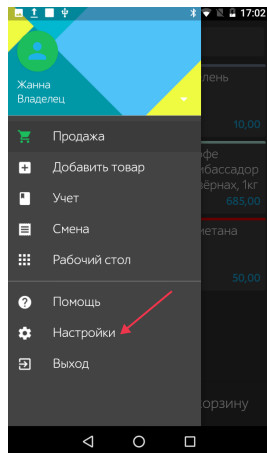 17:02
Жанна
Владелец
Продажа
Добавить товар
Учет
Смена
Рабочий стол
Помощь
Настройки
Выход
10,00
685,00
50,00